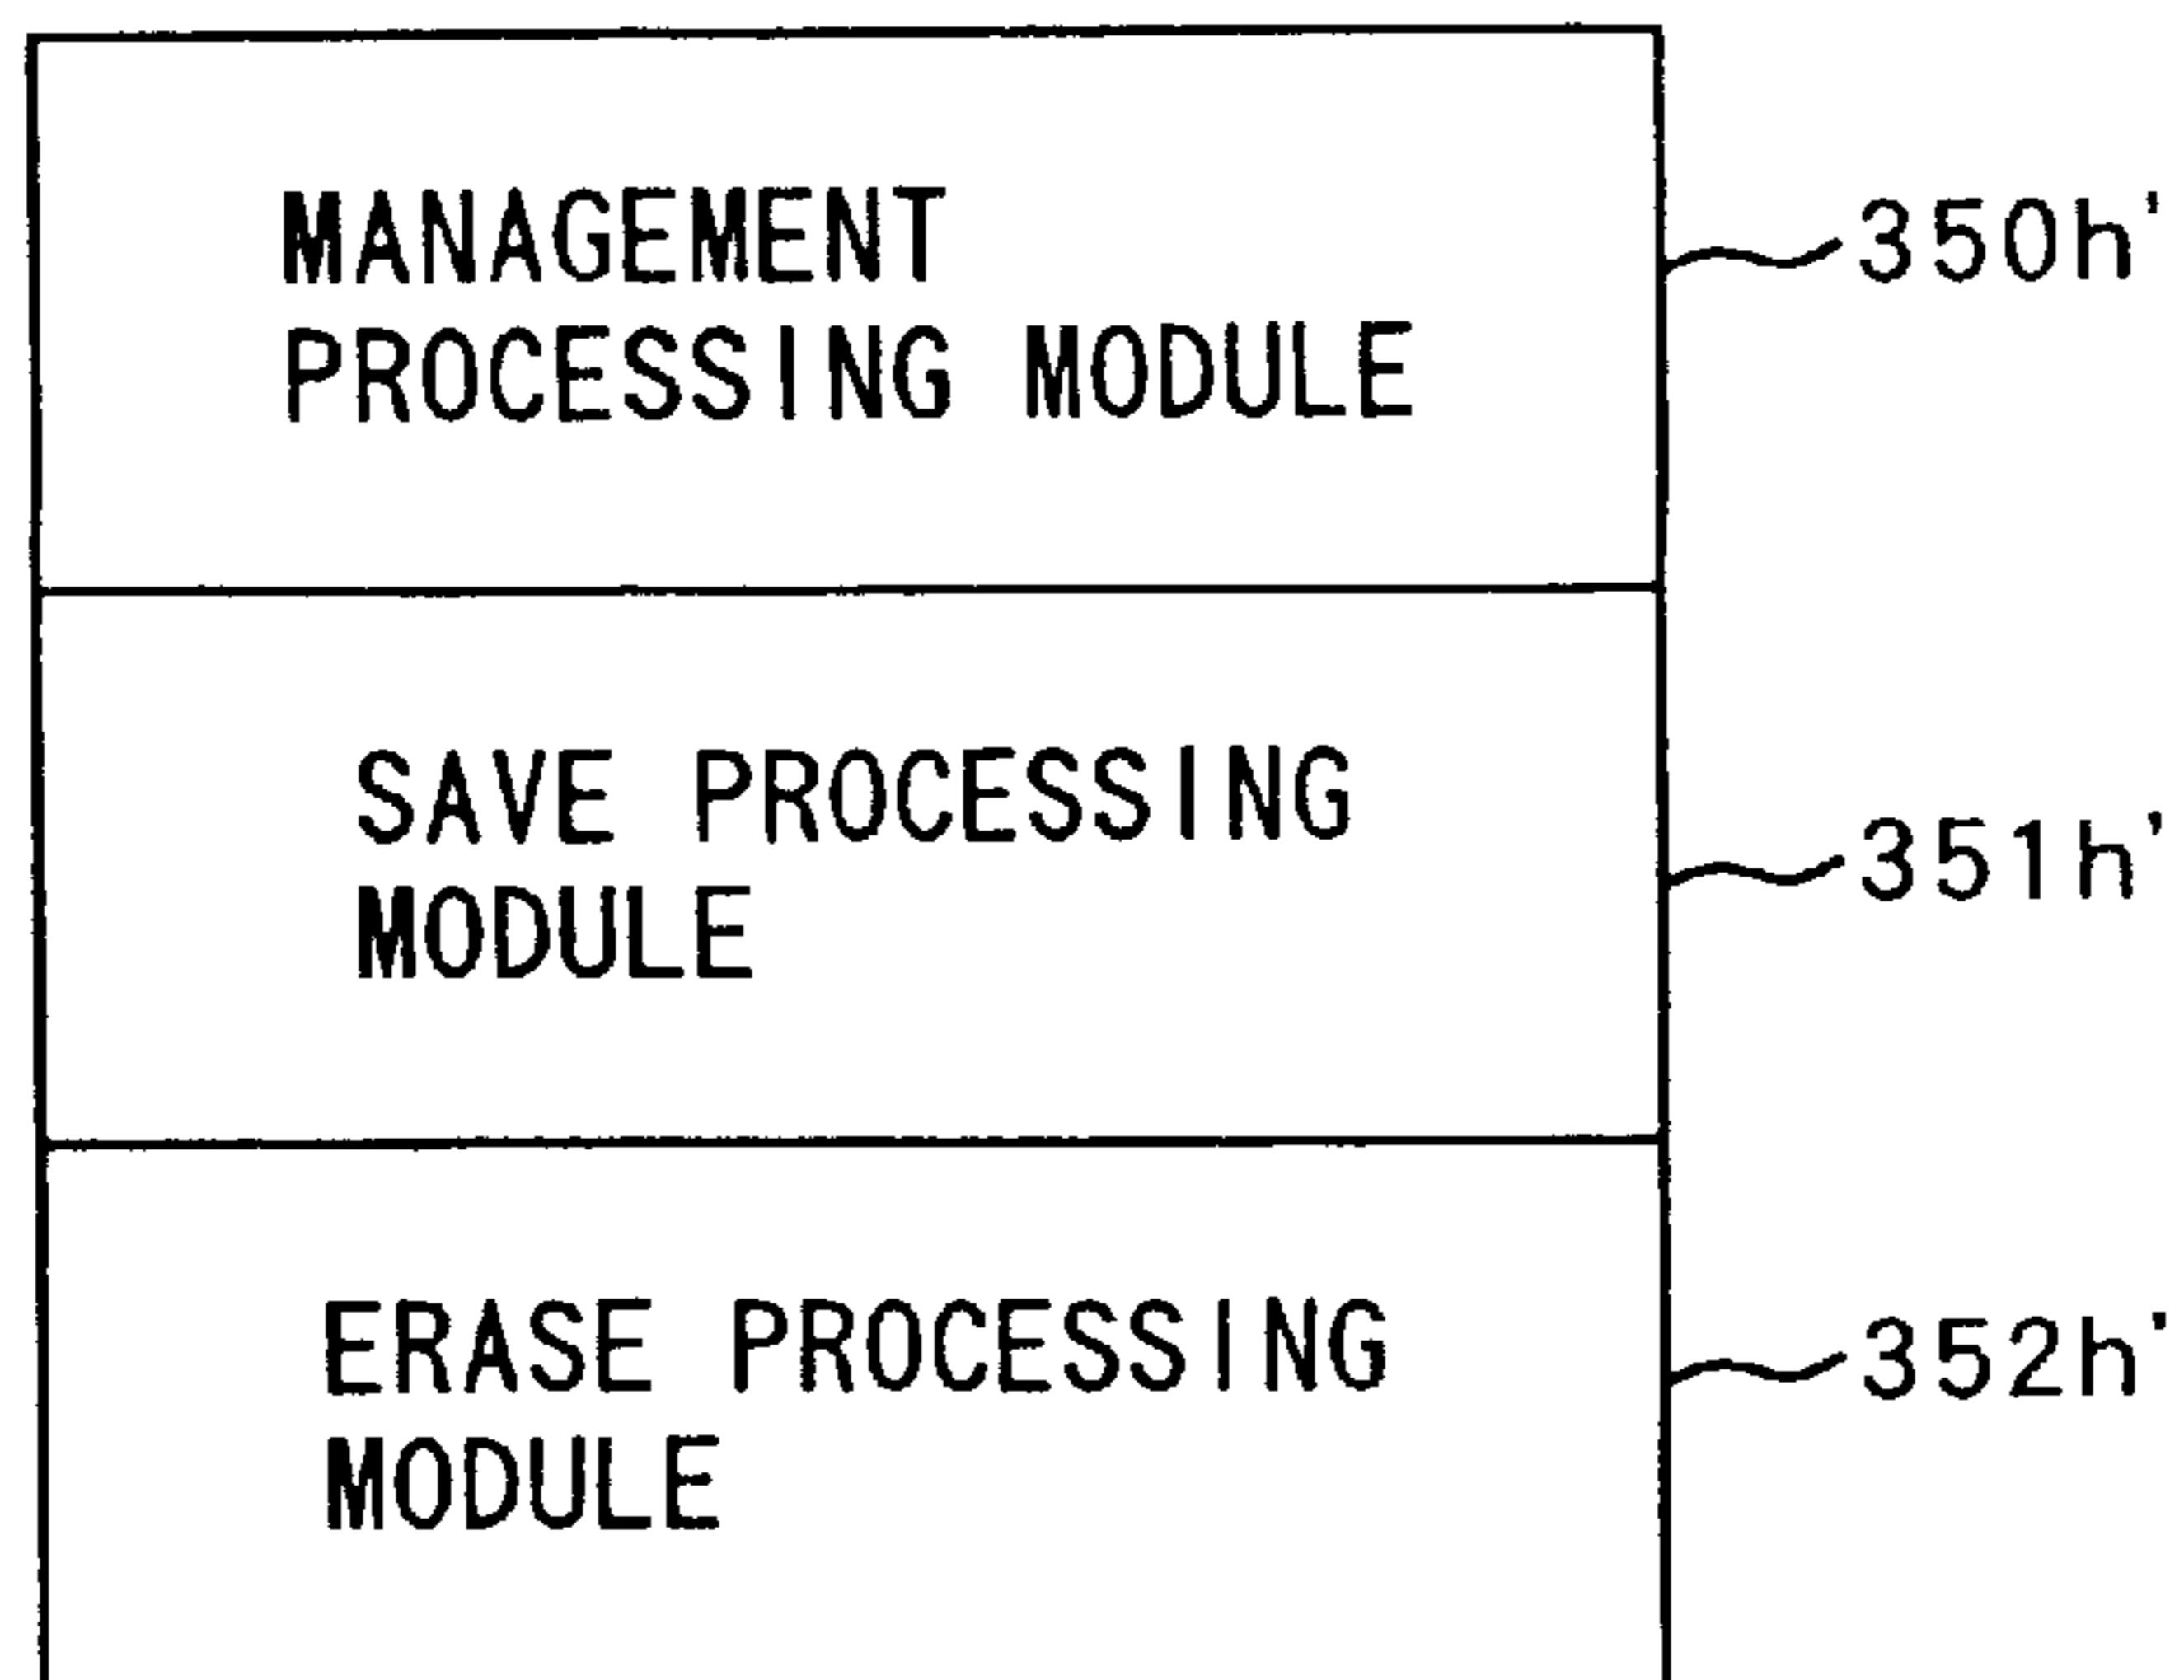 MANAGEMENT
PROCESSING MODULE
350h'
SAVE PROCESSING
MODULE
351h'
ERASE PROCESSING
MODULE
352h'